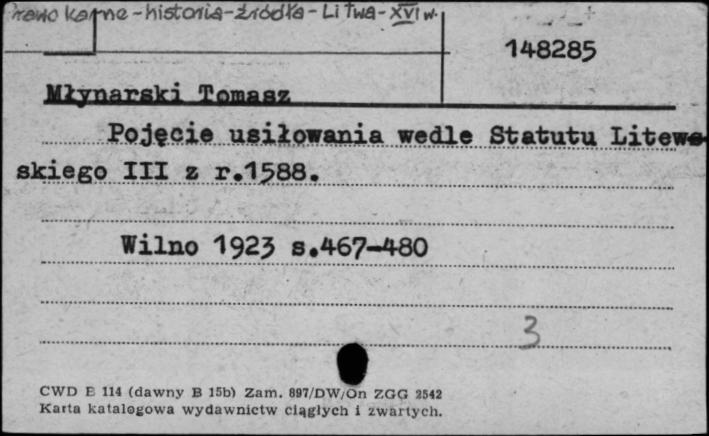 prawo karne - historia - źródła - Litwa - XVI w.
148285
Młynarski Tomasz
Pojęcie usiłowania wedle Statutu Litew-
skiego III z r.1588.
Wilno 1923 s.467-480
3
CWD E 114 (dawny B 15b) Zam. 897/DW/On ZGG 2542
Karta katalogowa wydawnictw ciągłych i zwartych.